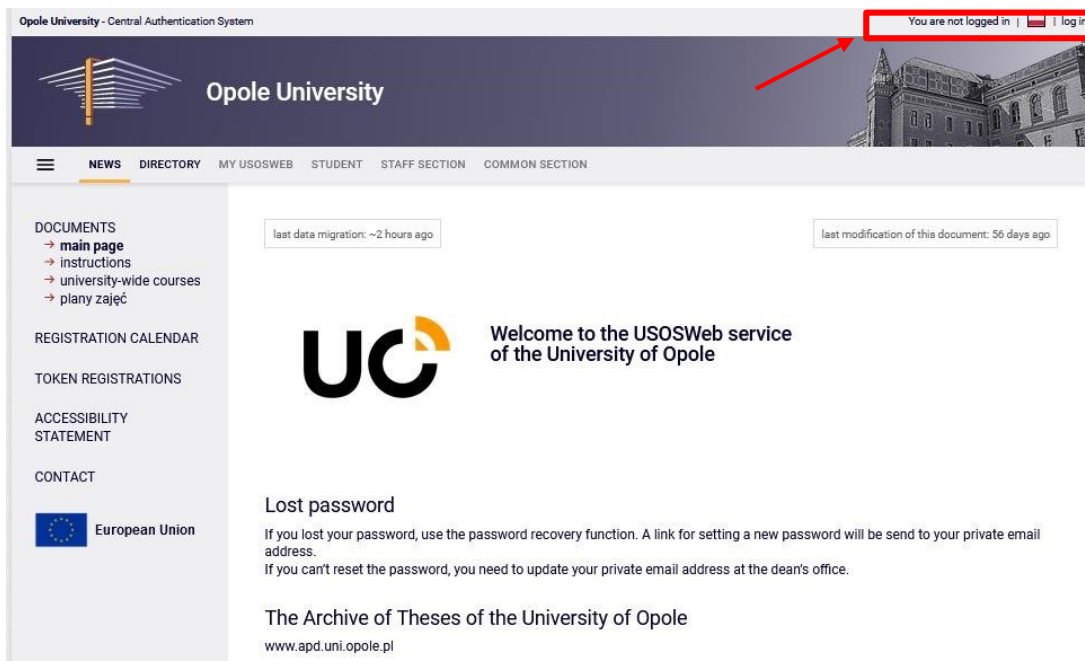 Opole University - Central Authentication System
You are not logged in | | log in
Opole University
NEWS DIRECTORY MY USOSWEB STUDENT STAFF SECTION COMMON SECTION
DOCUMENTS
→ main page
→ instructions
→ university-wide courses
→ plany zajęć
REGISTRATION CALENDAR
TOKEN REGISTRATIONS
ACCESSIBILITY
STATEMENT
CONTACT
European Union
last data migration: ~2 hours ago
last modification of this document: 56 days ago
UO
Welcome to the USOSWeb service
of the University of Opole
Lost password
If you lost your password, use the password recovery function. A link for setting a new password will be send to your private email
address.
If you can't reset the password, you need to update your private email address at the dean's office.
The Archive of Theses of the University of Opole
www.apd.uni.opole.pl